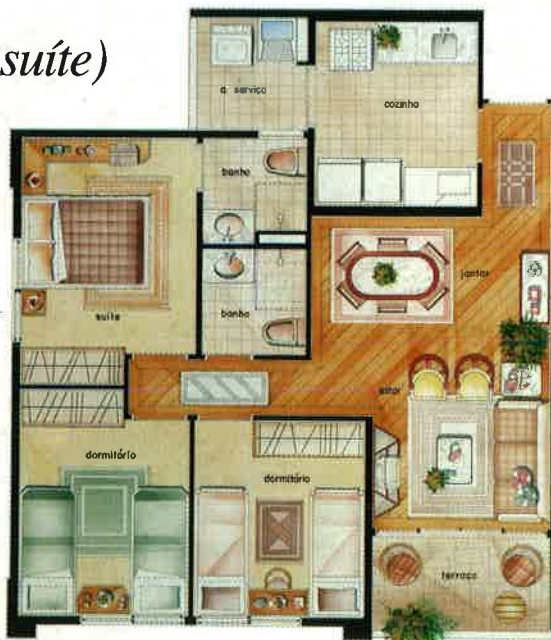 suíte)
a. serviço
cozinha
banho
jantar
suíte
banho
estar
dormitório
dormitório
terraço